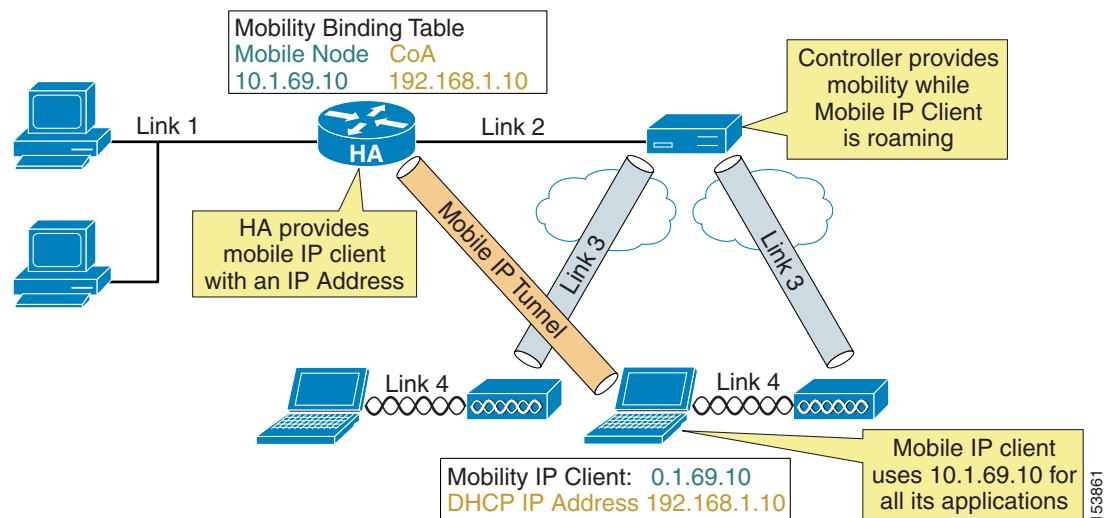 Mobility Binding Table
Mobile Node CoA
10.1.69.10 192.168.1.10
Controller provides
mobility while
Mobile IP Client
is roaming
Link 1
Link 2
HA
HA provides
mobile IP client
with an IP Address
Mobile IP Tunnel
Link 3
Link 3
Link 4
Link 4
Mobility IP Client: 0.1.69.10
DHCP IP Address 192.168.1.10
Mobile IP client
uses 10.1.69.10 for
all its applications
153861